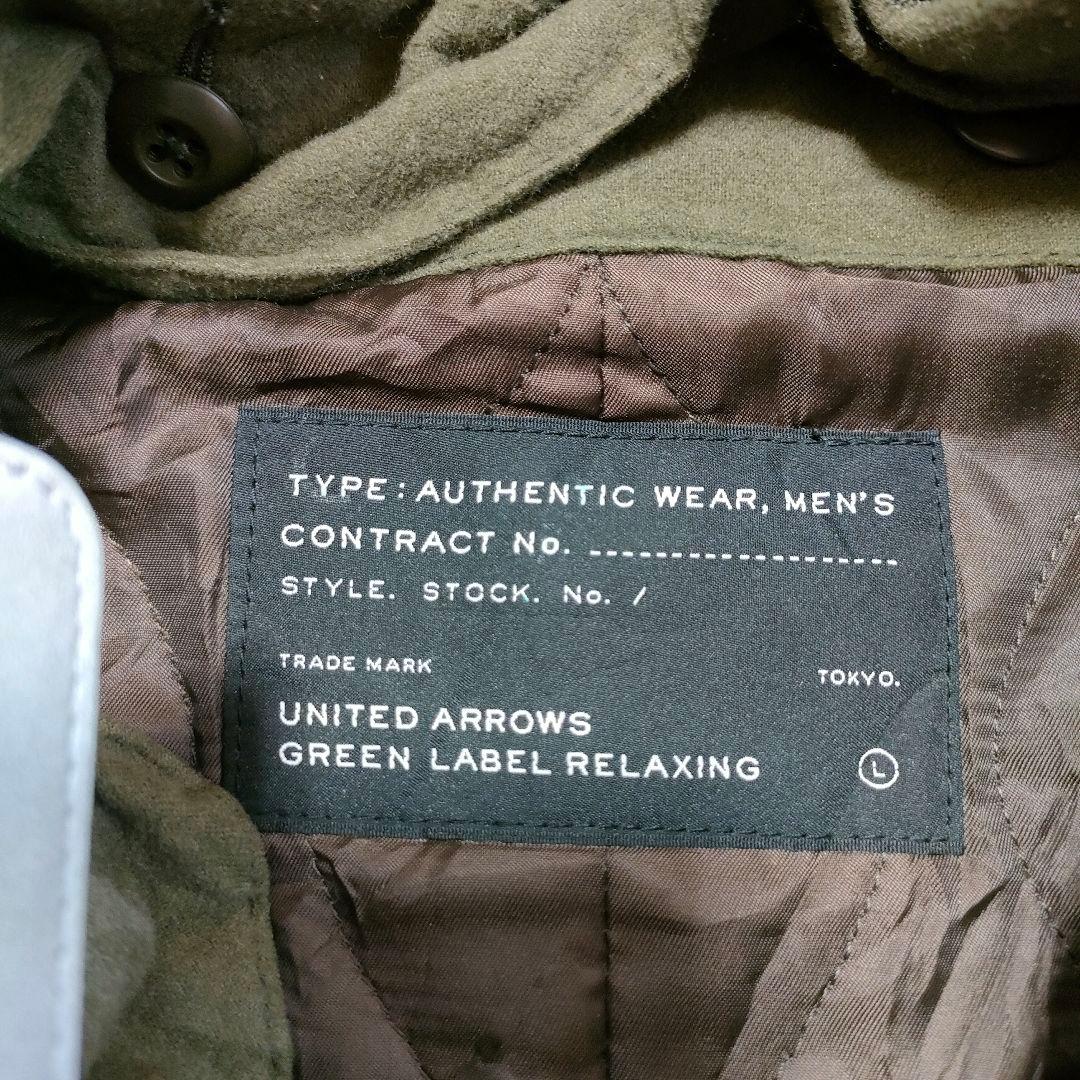 TYPE : AUTHENTIC WEAR, MEN'S
CONTRACT No. --------------------
STYLE. STOCK. No. /
TRADE MARK TOKYO.
UNITED ARROWS
GREEN LABEL RELAXING L